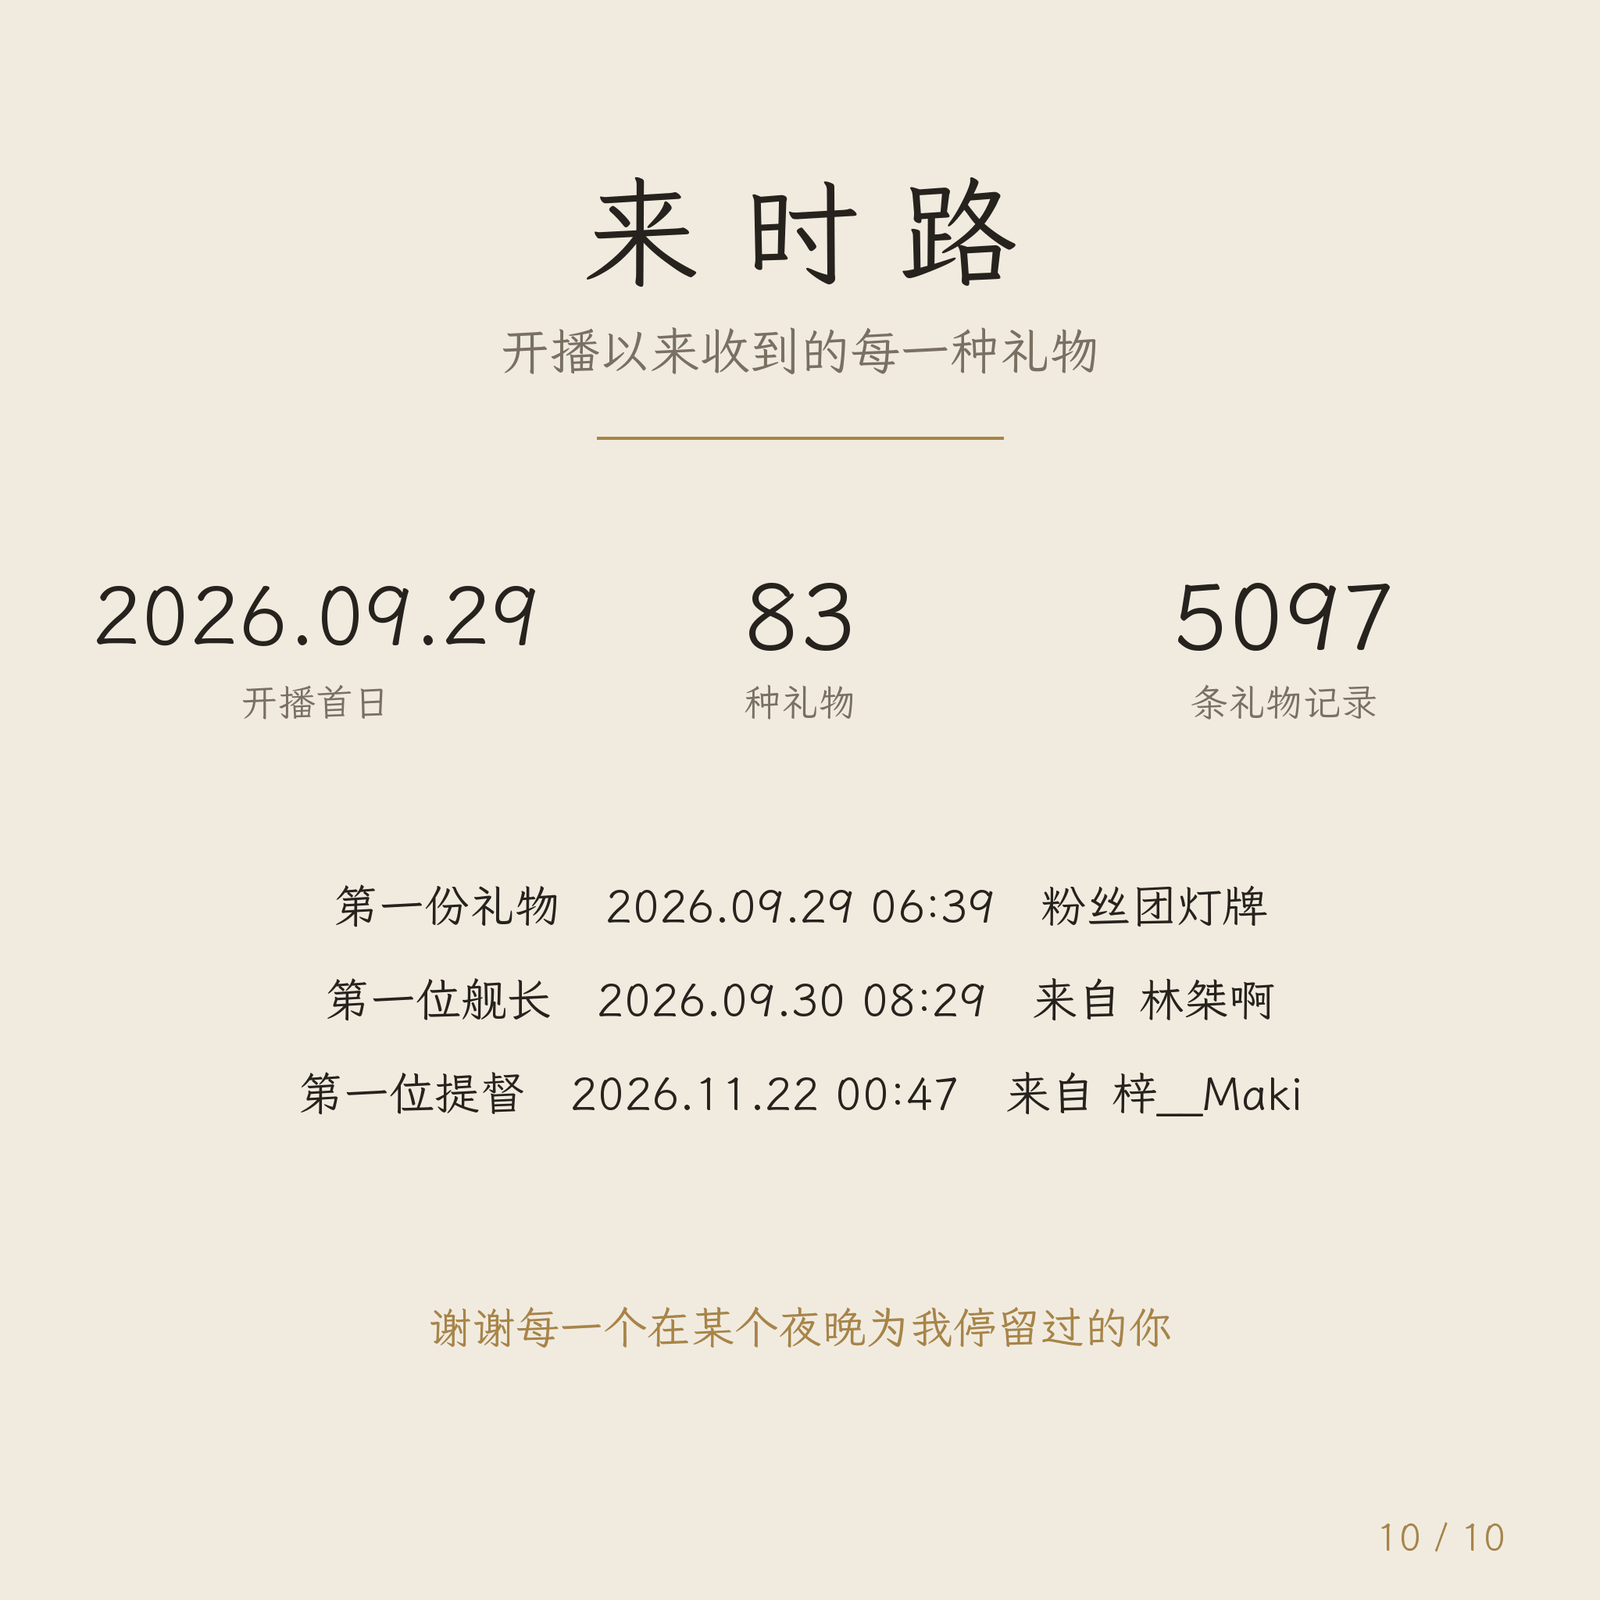 来时路
开播以来收到的每一种礼物
2026.09.29 83 5097
开播首日 种礼物 条礼物记录
第一份礼物 2026.09.29 06:39 粉丝团灯牌
第一位舰长 2026.09.30 08:29 来自 林桀啊
第一位提督 2026.11.22 00:47 来自 梓__Maki
谢谢每一个在某个夜晚为我停留过的你
10 / 10